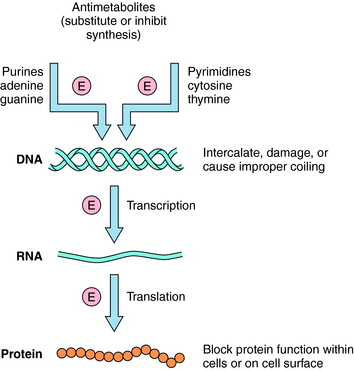 Antimetabolites
(substitute or inhibit
synthesis)
Purines
adenine
guanine
E
E
Pyrimidines
cytosine
thymine
DNA
Intercalate, damage, or
cause improper coiling
E
Transcription
RNA
E
Translation
Protein
Block protein function within
cells or on cell surface